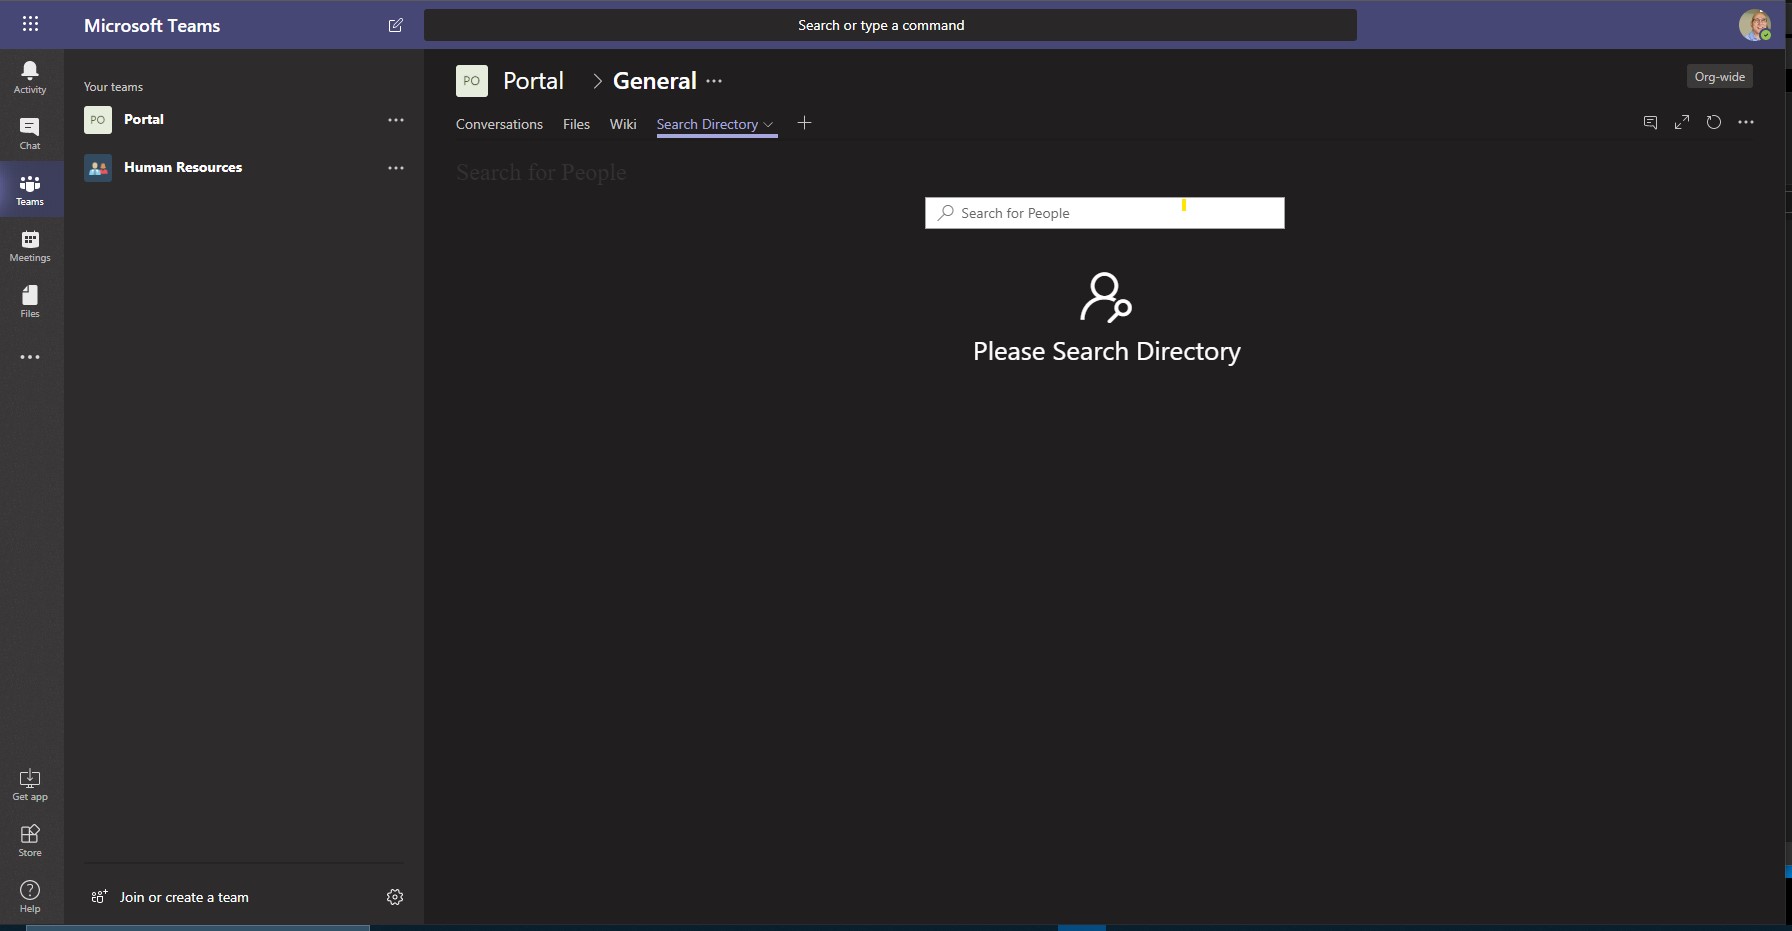 Microsoft Teams
Search or type a command
Activity
Chat
Teams
Meetings
Files
Get app
Store
Help
Your teams
PO Portal
Human Resources
Join or create a team
PO Portal > General
Org-wide
Conversations Files Wiki Search Directory
Search for People
Search for People
Please Search Directory